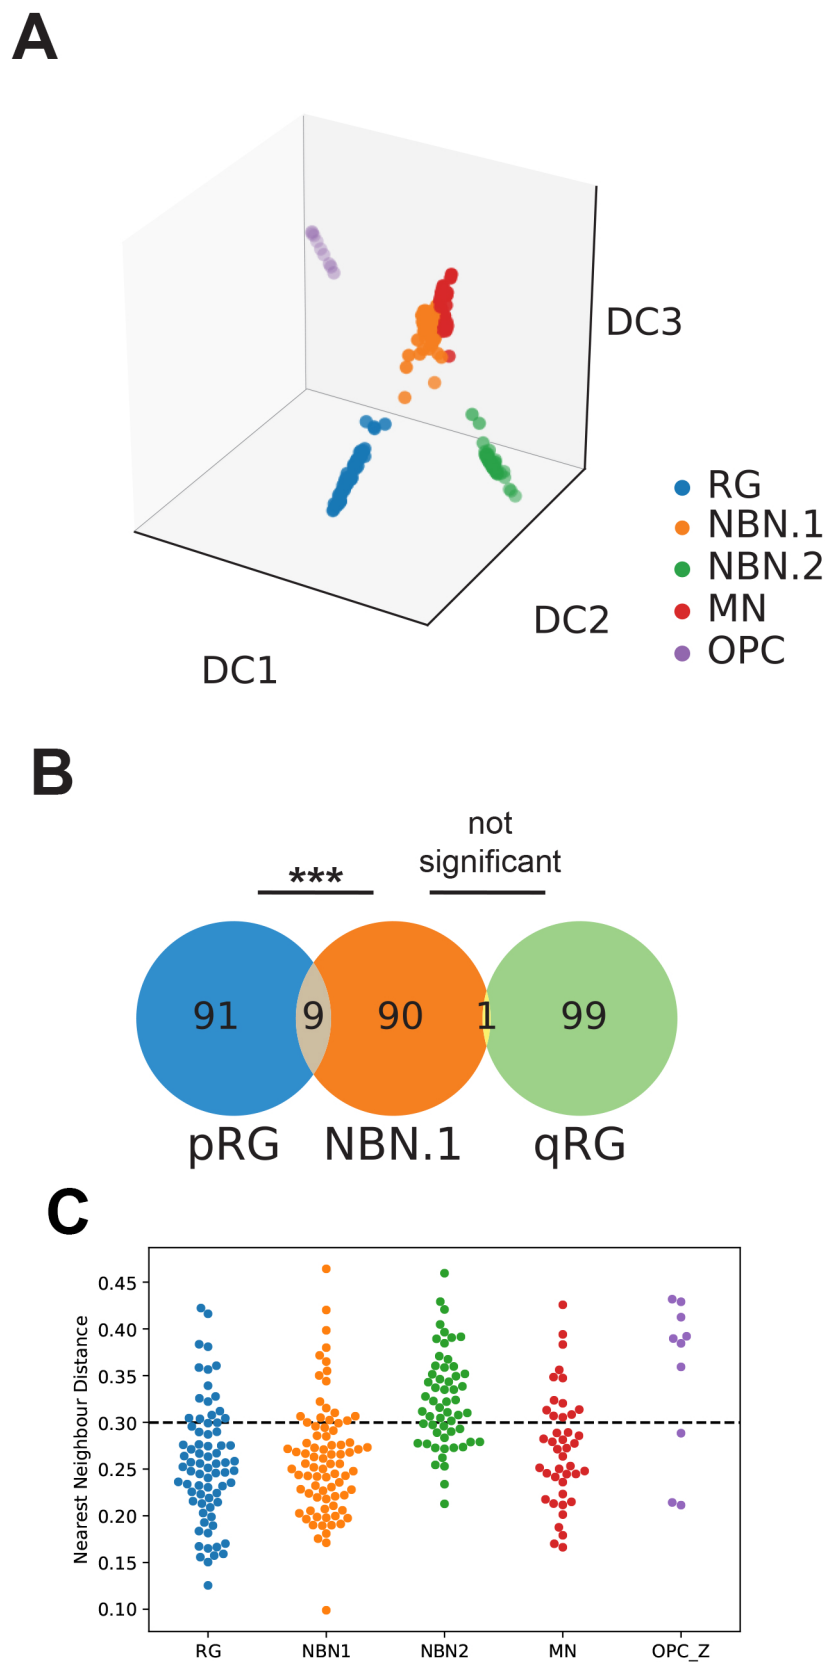 A
DC3
DC2
DC1
RG
NBN.1
NBN.2
MN
OPC
B
not
significant
***
91 9 90 1 99
pRG NBN.1 qRG
C
Nearest Neighbour Distance
0.45
0.40
0.35
0.30
0.25
0.20
0.15
0.10
RG NBN1 NBN2 MN OPC_Z